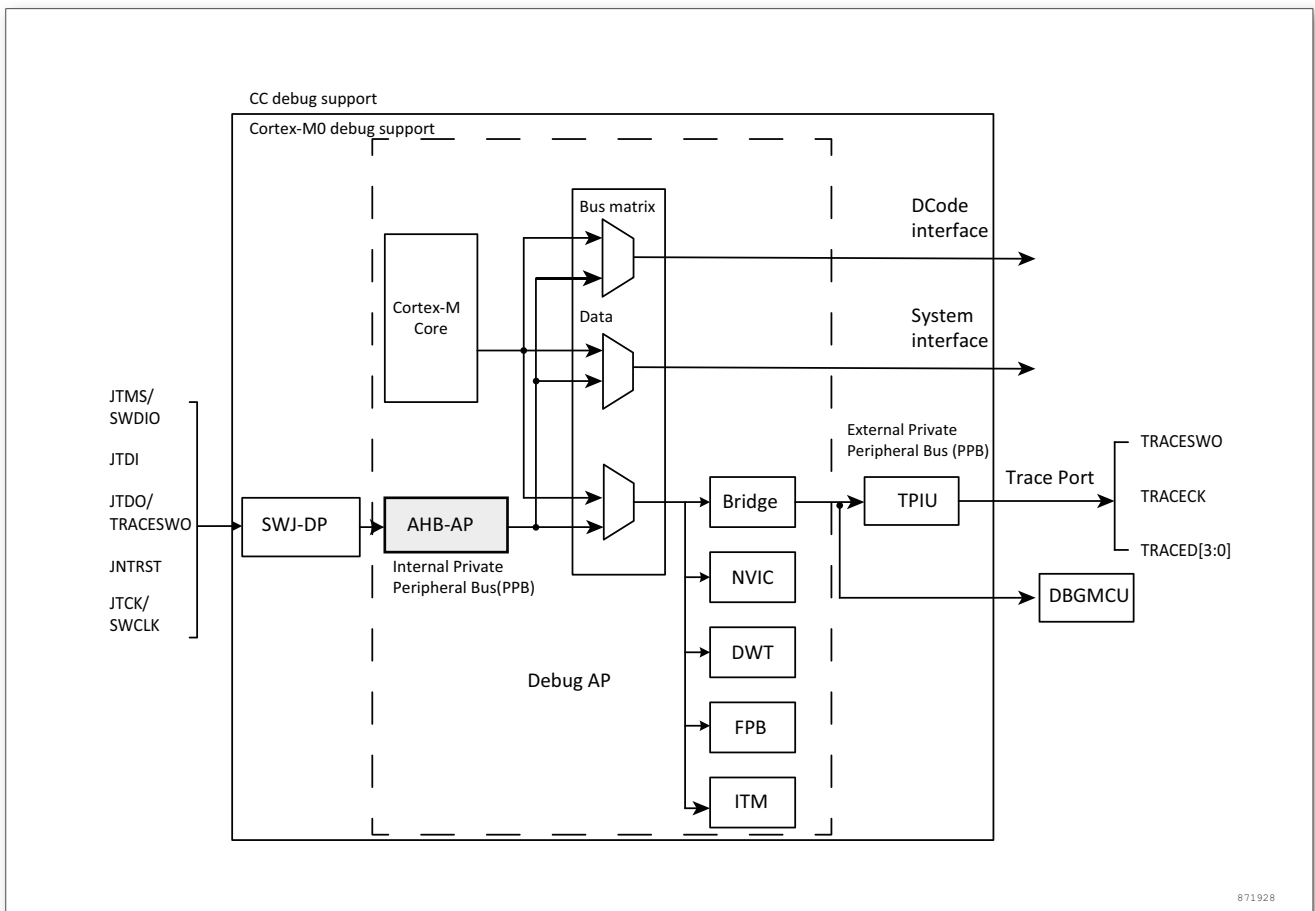 CC debug support
Cortex-M0 debug support
Bus matrix
DCode
interface
Cortex-M
Core
Data
System
interface
JTMS/
SWDIO
JTDI
JTDO/
TRACESWO
JNTRST
JTCK/
SWCLK
SWJ-DP
AHB-AP
Internal Private
Peripheral Bus(PPB)
Debug AP
Bridge
NVIC
DWT
FPB
ITM
External Private
Peripheral Bus (PPB)
TPIU
Trace Port
TRACESWO
TRACECK
TRACED[3:0]
DBGMCU
871928